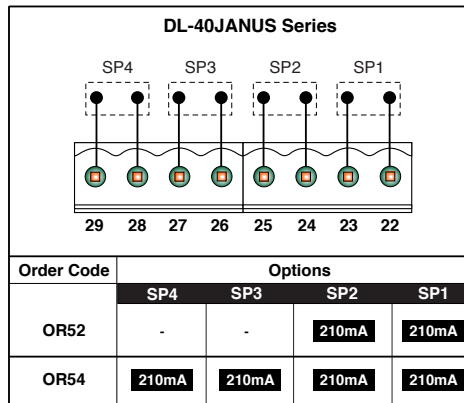 DL-40JANUS Series
SP4 SP3 SP2 SP1
29 28 27 26 25 24 23 22
Order Code Options
SP4 SP3 SP2 SP1
OR52 - - 210mA 210mA
OR54 210mA 210mA 210mA 210mA